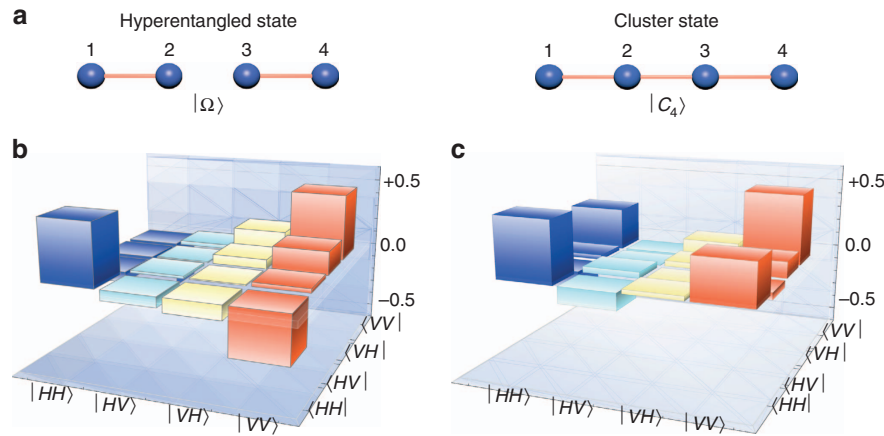 a
Hyperentangled state
1 2 3 4
|Ω⟩
Cluster state
1 2 3 4
|C₄⟩
b
+0.5
0.0
−0.5
|HH⟩ |HV⟩ |VH⟩ |VV⟩
⟨HH| ⟨HV| ⟨VH| ⟨VV|
c
+0.5
0.0
−0.5
|HH⟩ |HV⟩ |VH⟩ |VV⟩
⟨HH| ⟨HV| ⟨VH| ⟨VV|